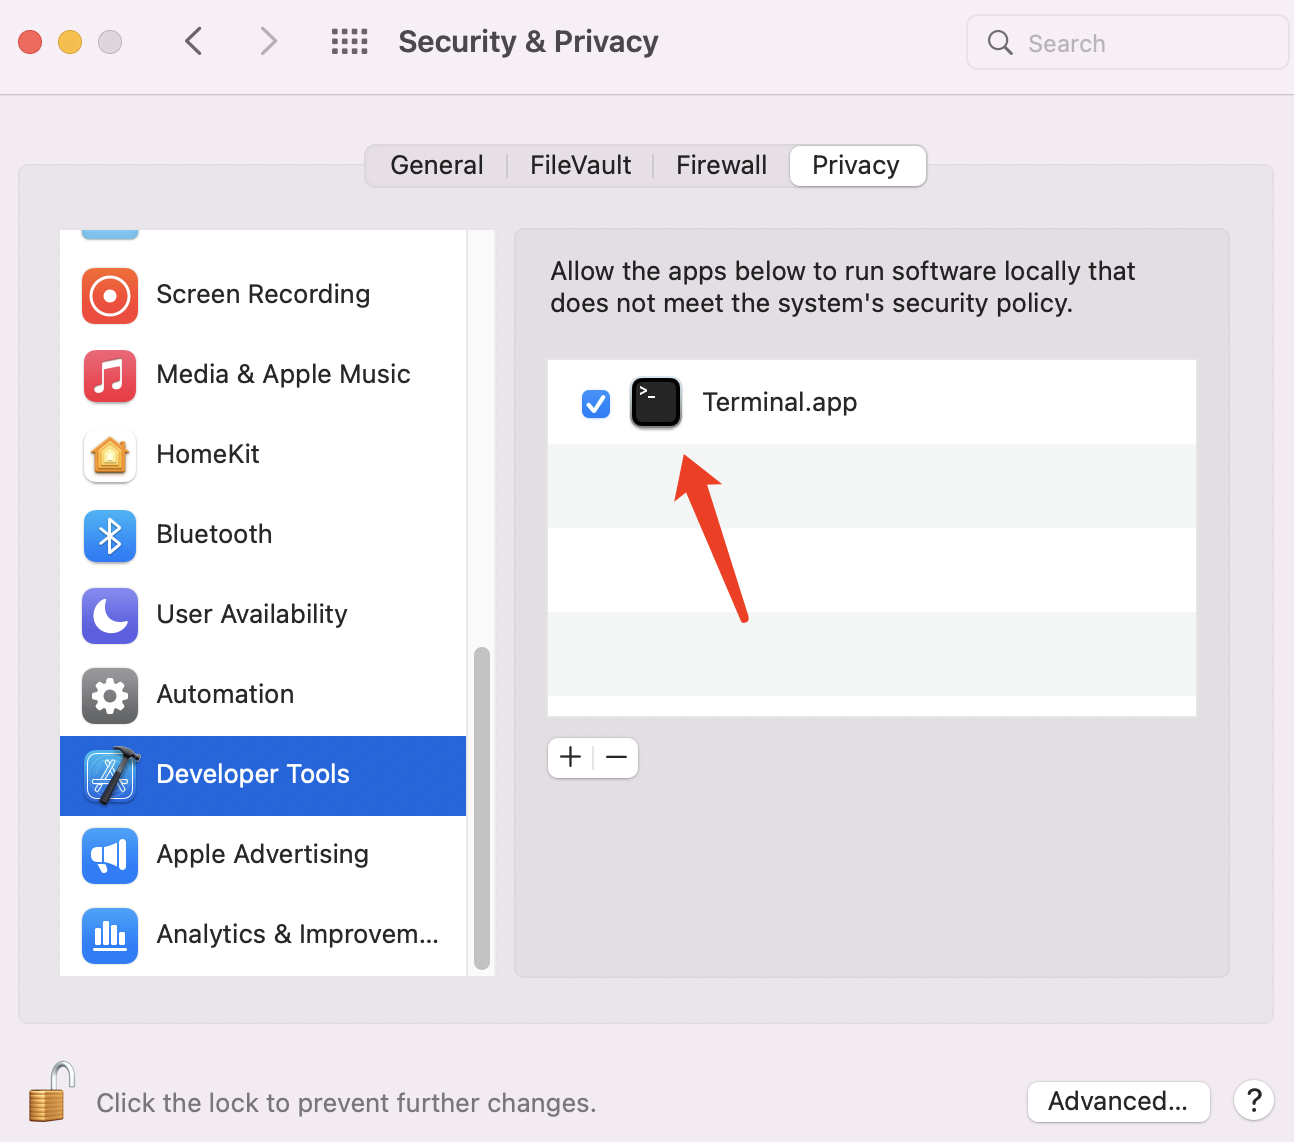 Security & Privacy
Search
General
FileVault
Firewall
Privacy
Screen Recording
Media & Apple Music
HomeKit
Bluetooth
User Availability
Automation
Developer Tools
Apple Advertising
Analytics & Improvem...
Allow the apps below to run software locally that
does not meet the system's security policy.
>_
Terminal.app
+ −
Click the lock to prevent further changes.
Advanced...
?